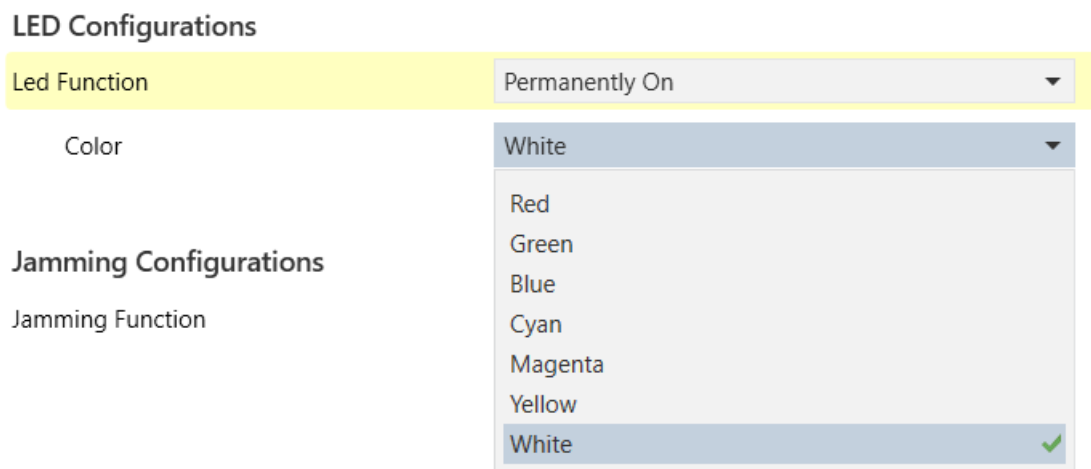 LED Configurations
Led Function Permanently On
Color White
Red
Green
Jamming Configurations
Blue
Jamming Function
Cyan
Magenta
Yellow
White